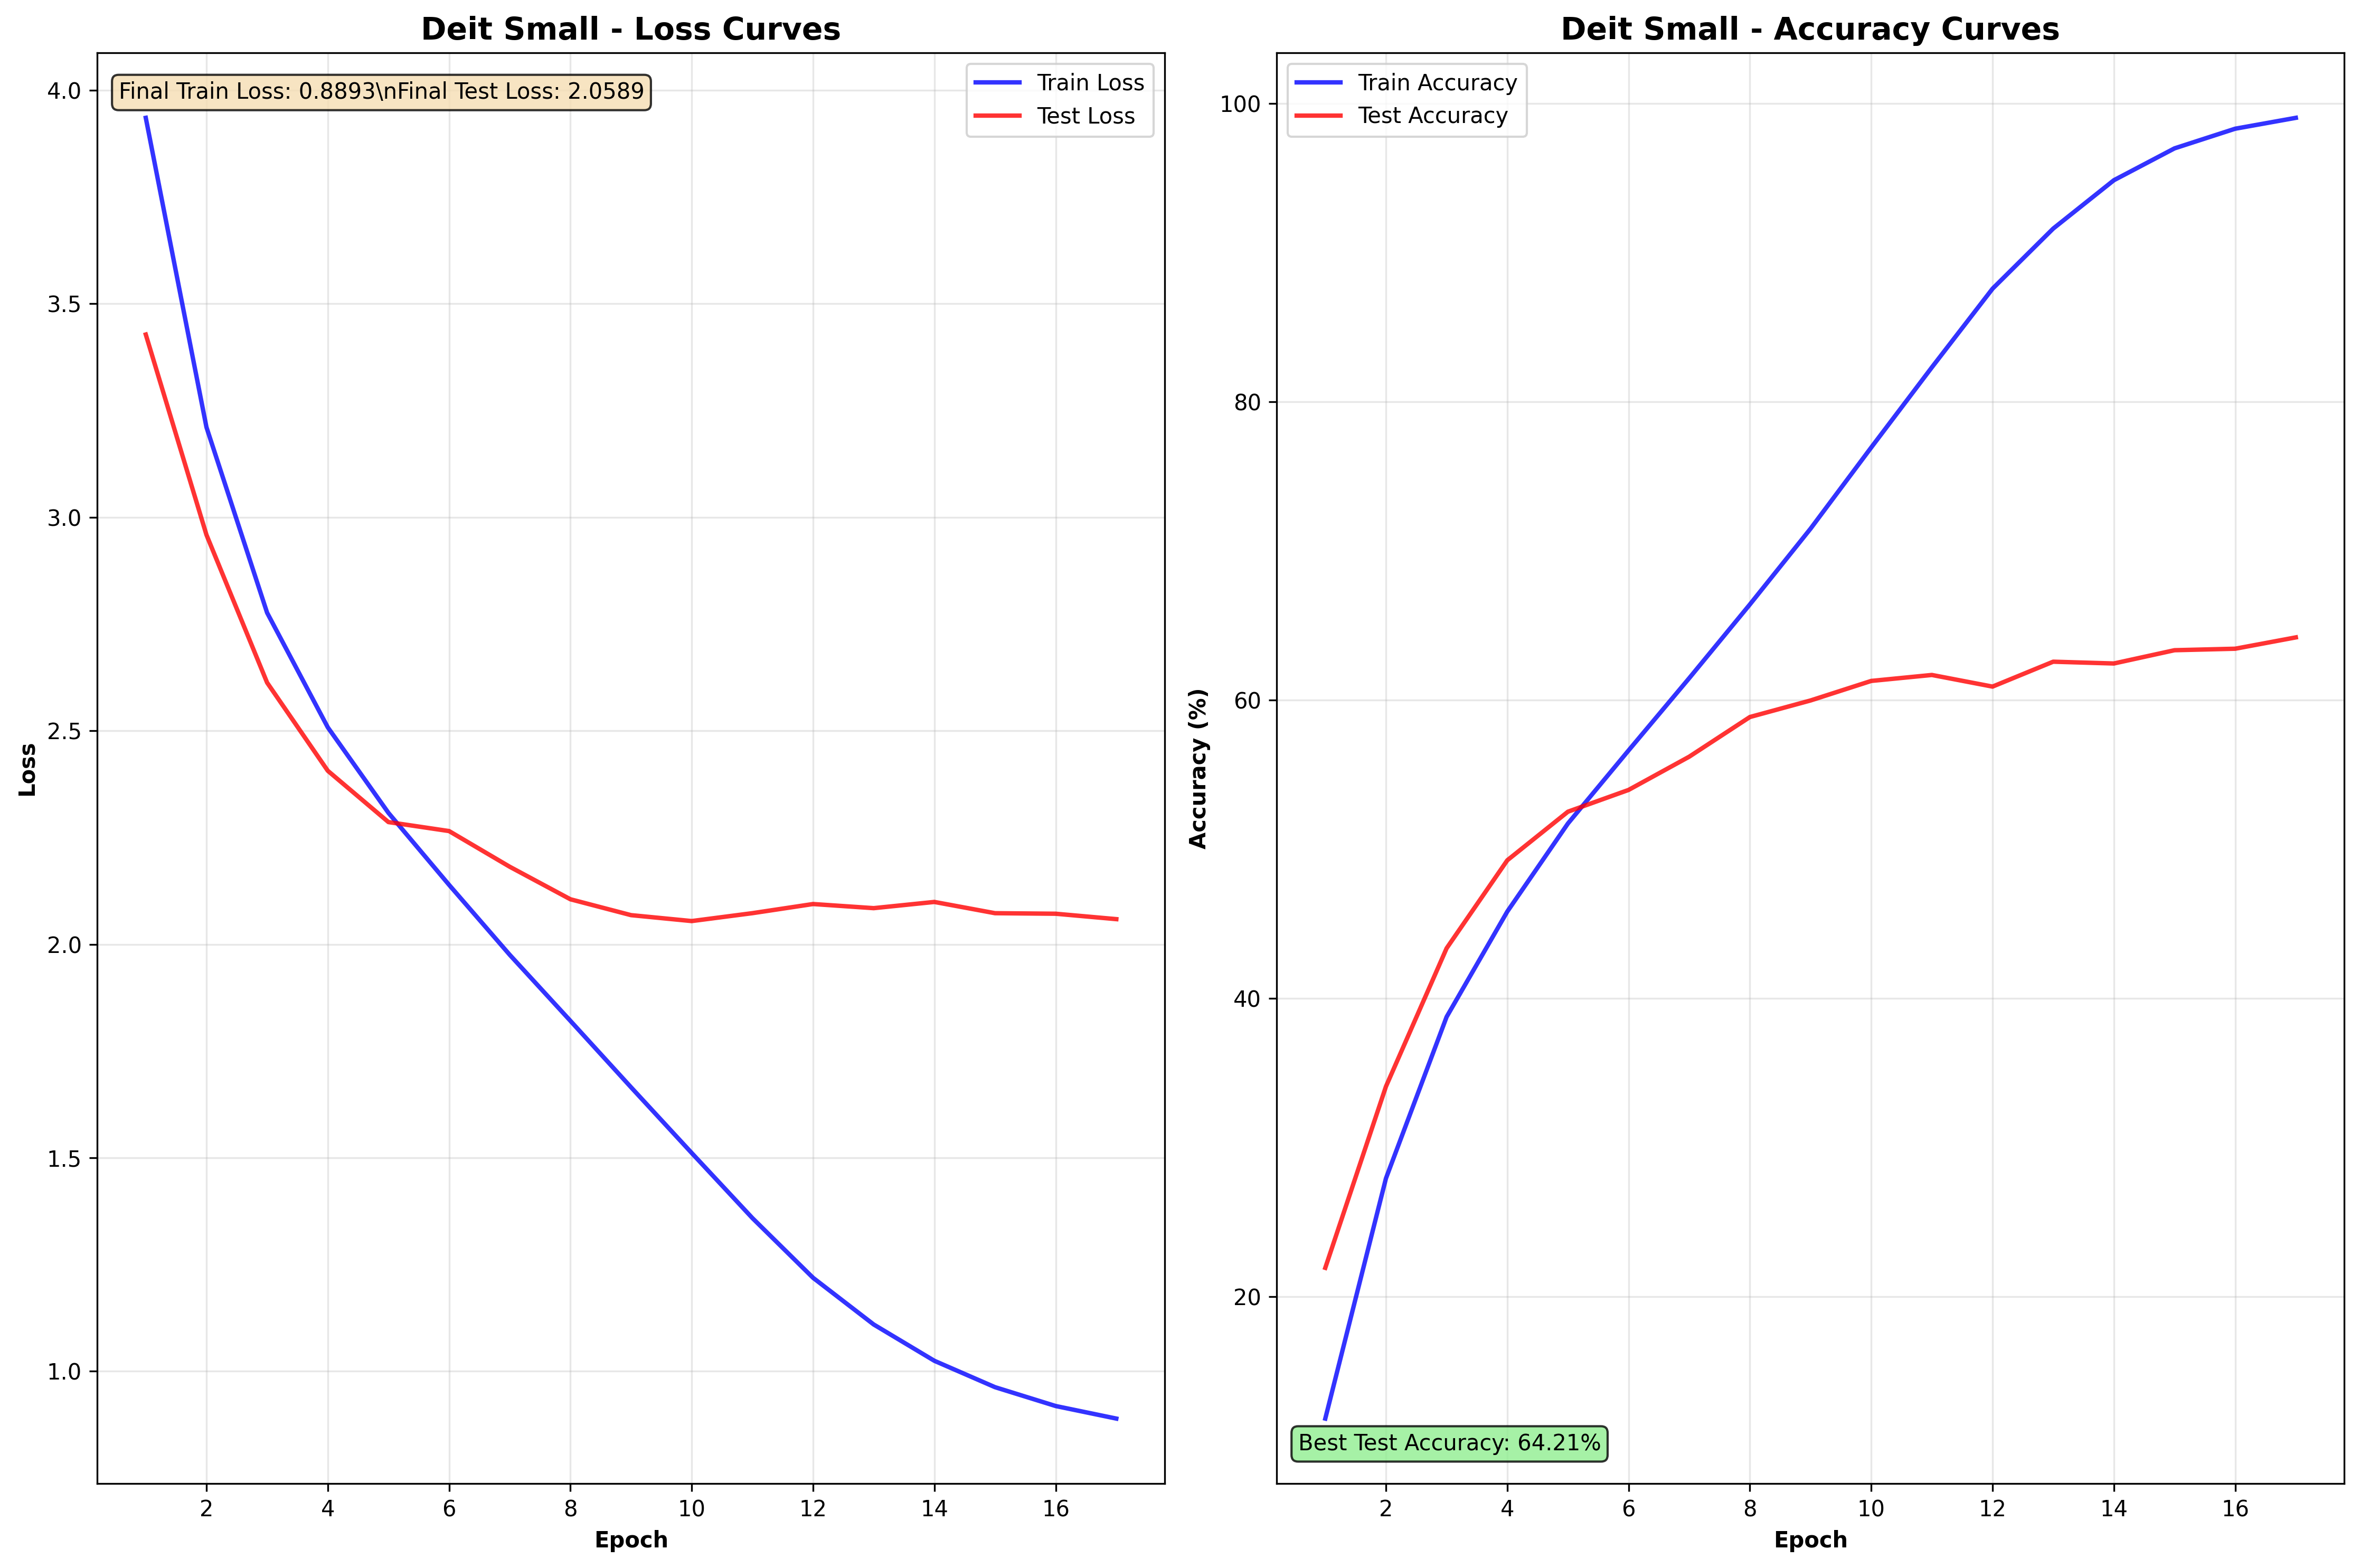 Deit Small - Loss Curves
Final Train Loss: 0.8893\nFinal Test Loss: 2.0589
Train Loss
Test Loss
4.0
3.5
3.0
2.5
2.0
1.5
1.0
Loss
2 4 6 8 10 12 14 16
Epoch
Deit Small - Accuracy Curves
Train Accuracy
Test Accuracy
100
80
60
40
20
Accuracy (%)
Best Test Accuracy: 64.21%
2 4 6 8 10 12 14 16
Epoch